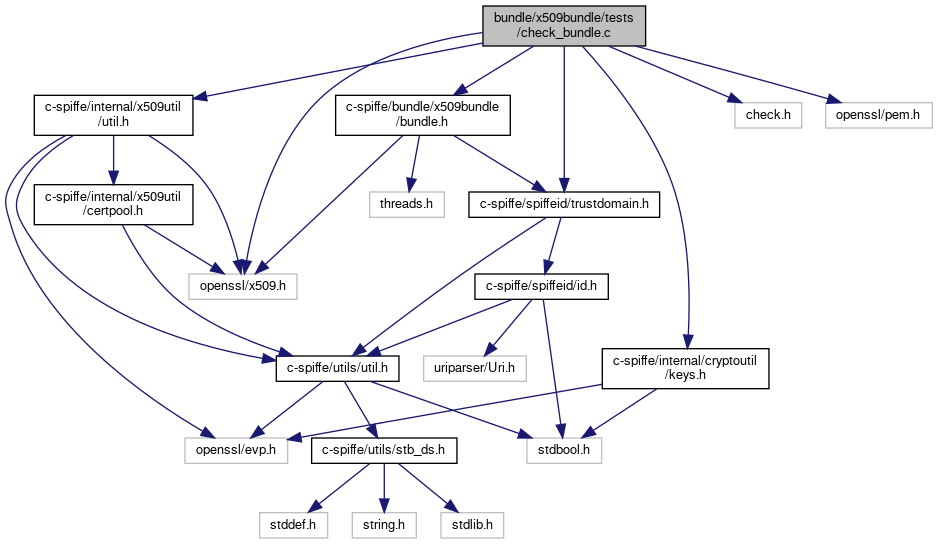 bundle/x509bundle/tests
/check_bundle.c
c-spiffe/internal/x509util
/util.h
c-spiffe/bundle/x509bundle
/bundle.h
check.h
openssl/pem.h
c-spiffe/internal/x509util
/certpool.h
threads.h
c-spiffe/spiffeid/trustdomain.h
openssl/x509.h
c-spiffe/spiffeid/id.h
c-spiffe/utils/util.h
uriparser/Uri.h
c-spiffe/internal/cryptoutil
/keys.h
openssl/evp.h
c-spiffe/utils/stb_ds.h
stdbool.h
stddef.h
string.h
stdlib.h